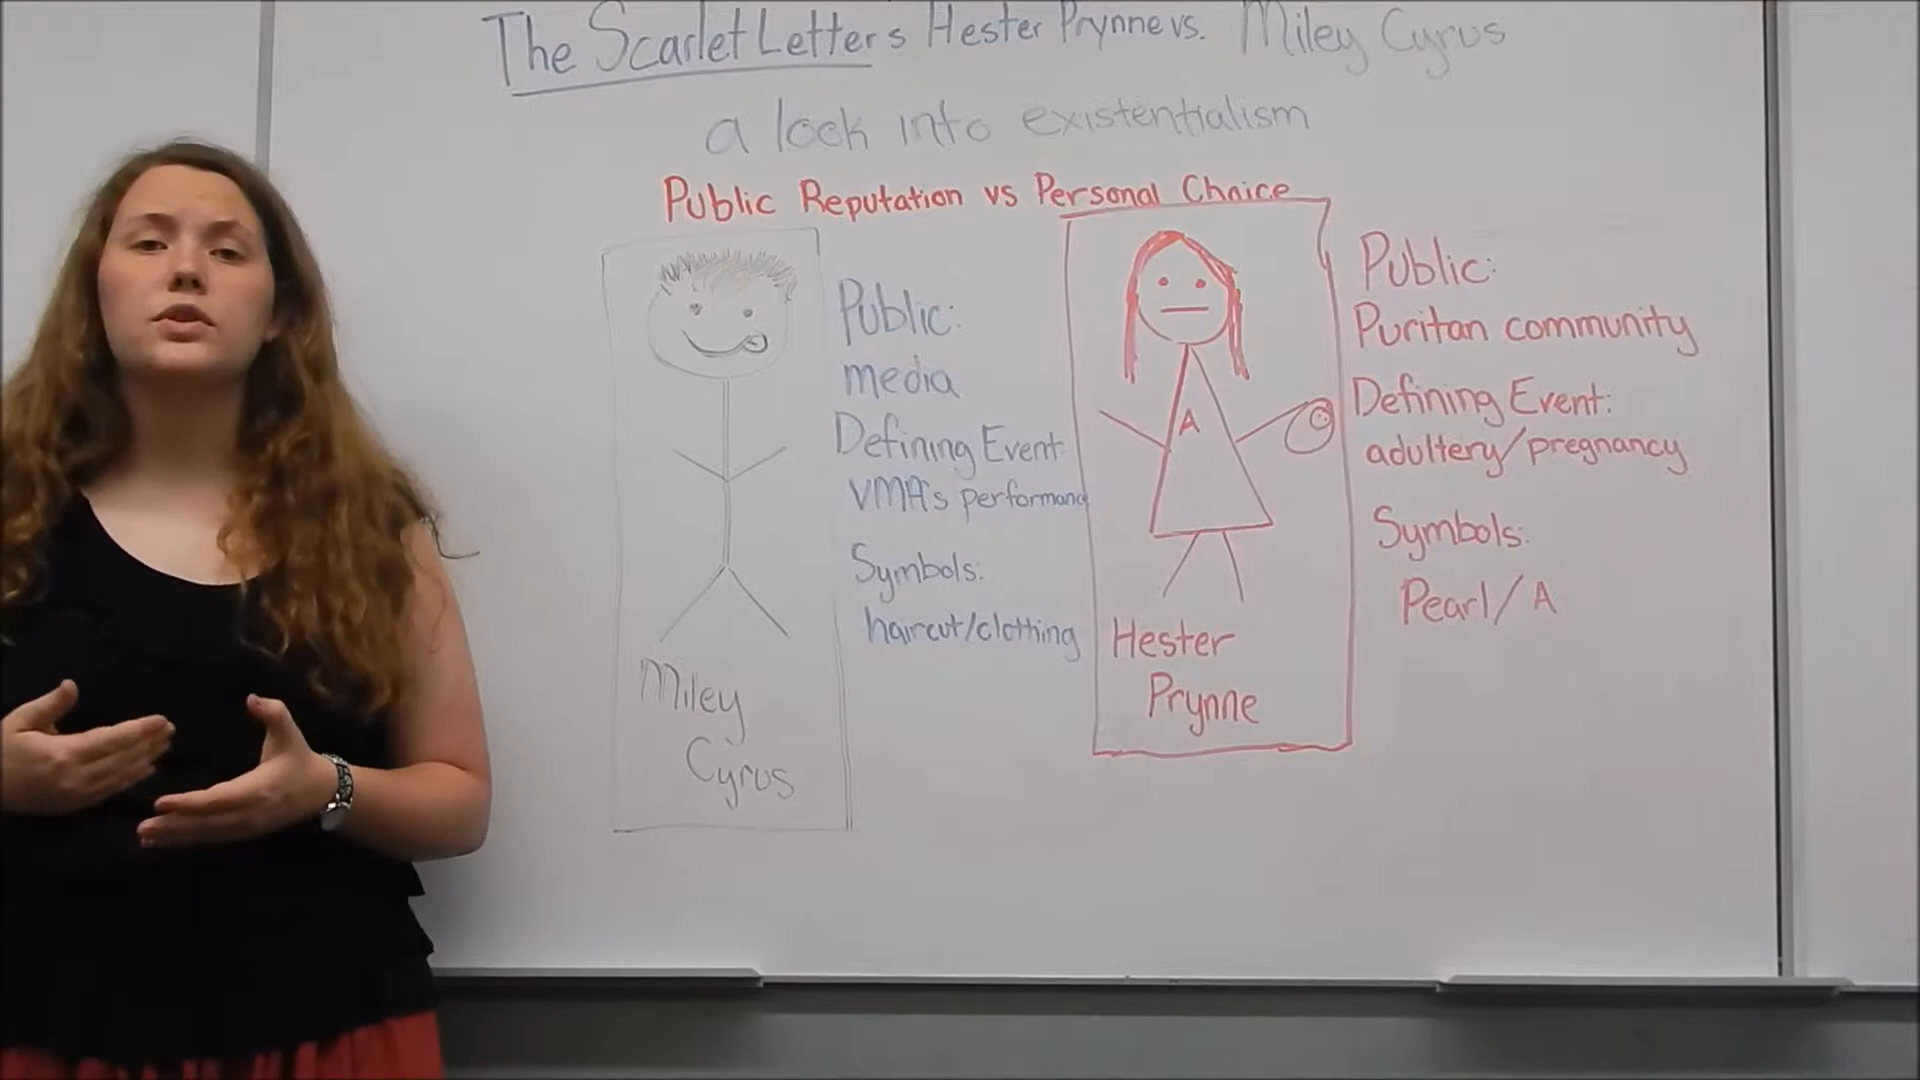 The Scarlet Letter's Hester Prynne vs. Miley Cyrus
a look into existentialism
Public Reputation vs Personal Choice
Public:
media
Defining Event:
VMA's performance
Symbols:
haircut/clothing
Miley
Cyrus
A
Hester
Prynne
Public:
Puritan community
Defining Event:
adultery/pregnancy
Symbols:
Pearl/A